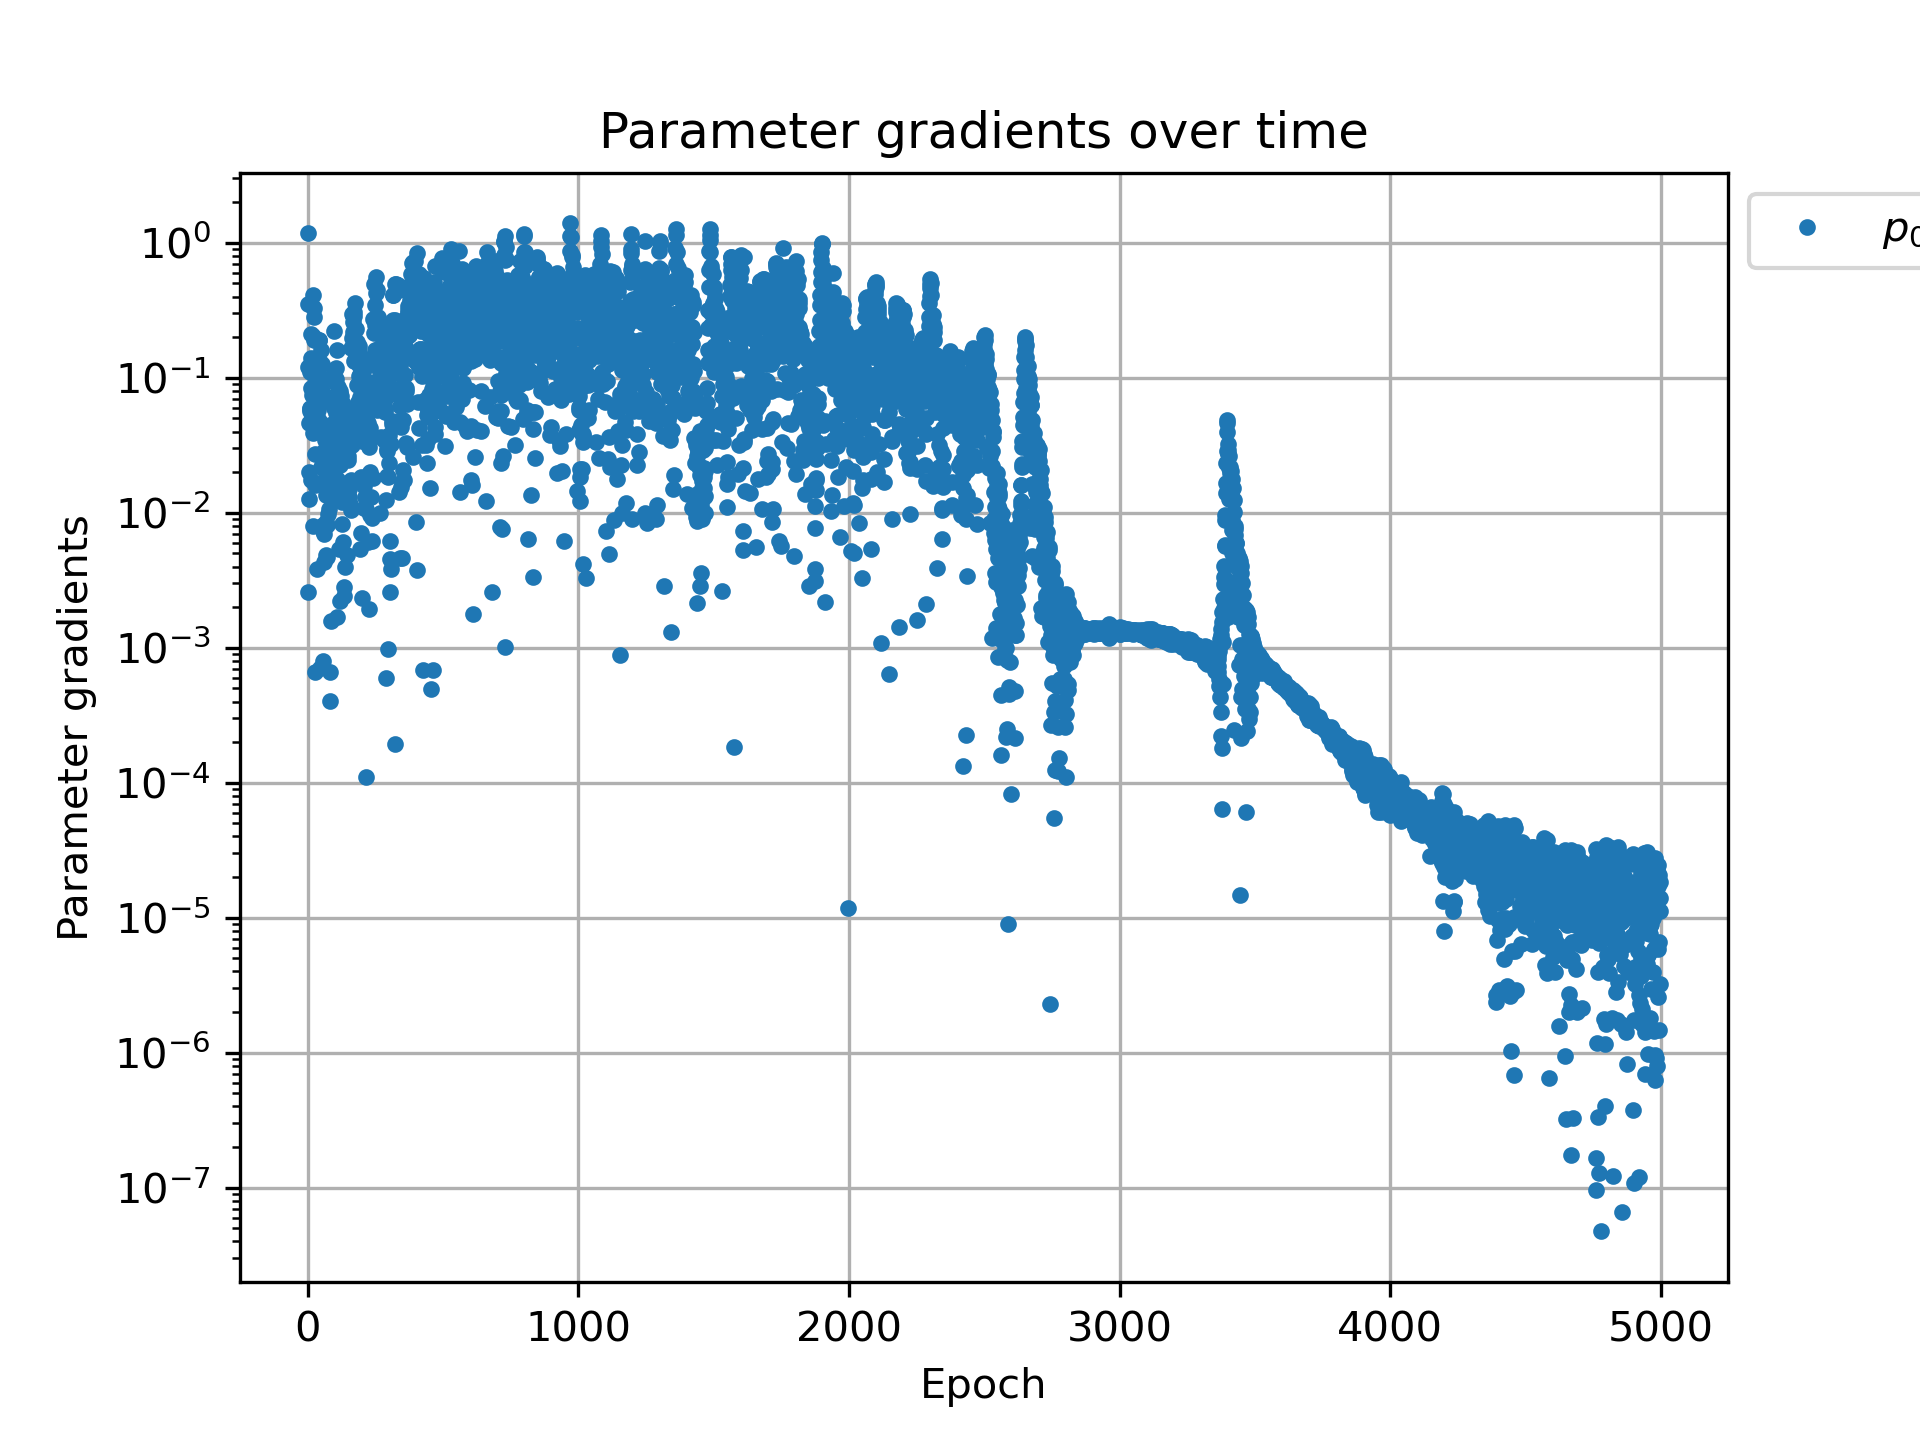 Parameter gradients over time
p₀
10⁰
10⁻¹
10⁻²
10⁻³
10⁻⁴
10⁻⁵
10⁻⁶
10⁻⁷
Parameter gradients
0 1000 2000 3000 4000 5000
Epoch